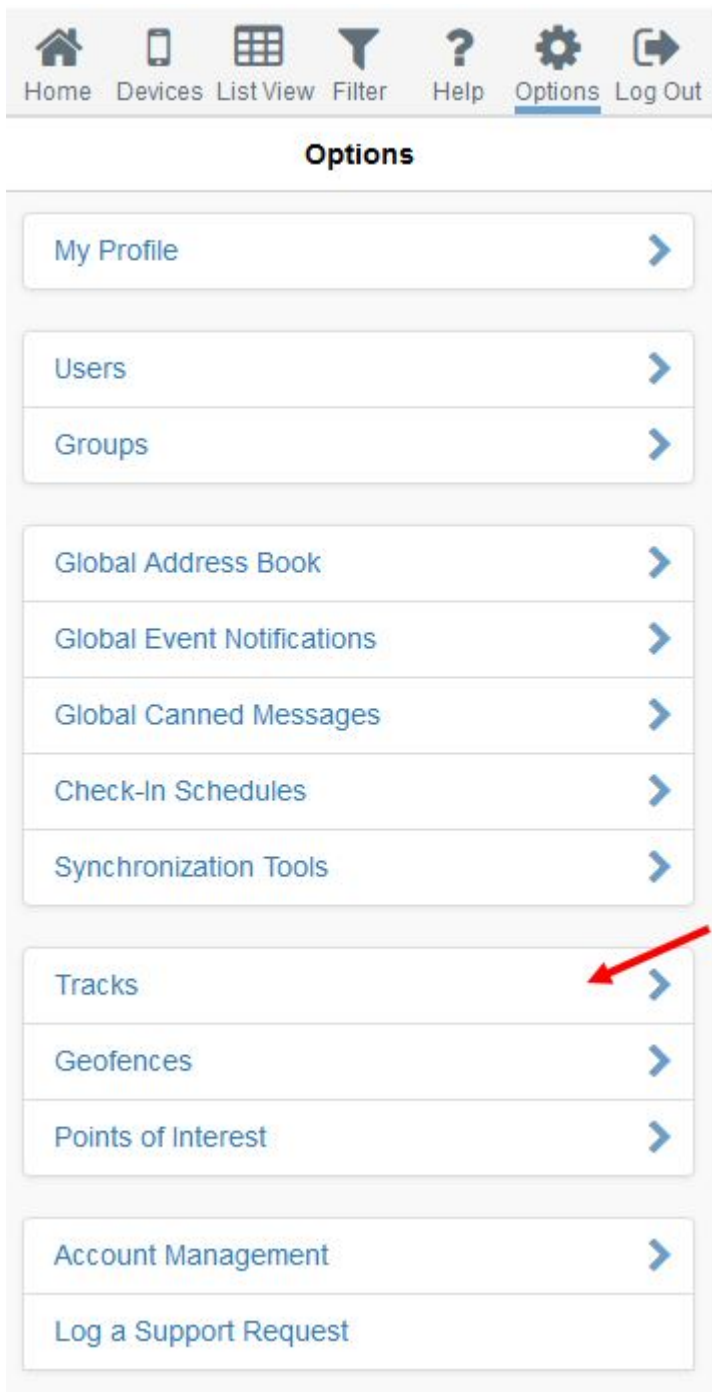 Home Devices List View Filter Help Options Log Out
Options
My Profile
Users
Groups
Global Address Book
Global Event Notifications
Global Canned Messages
Check-In Schedules
Synchronization Tools
Tracks
Geofences
Points of Interest
Account Management
Log a Support Request